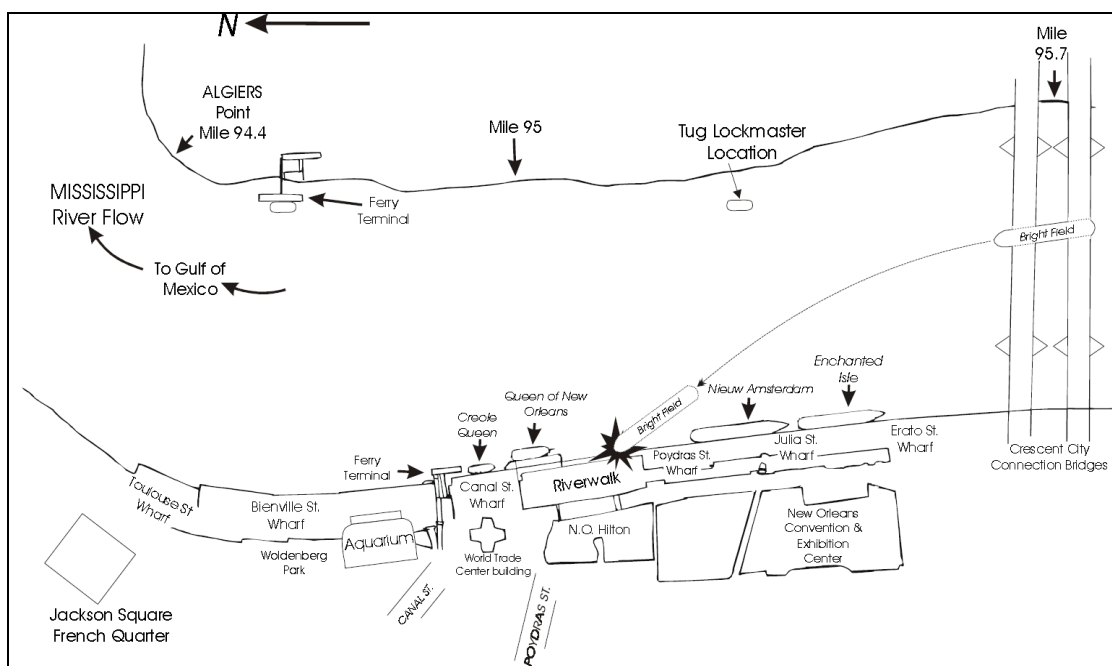 N
Mile
95.7
ALGIERS
Point
Mile 94.4
Mile 95
Tug Lockmaster
Location
MISSISSIPPI
River Flow
Ferry
Terminal
Bright Field
To Gulf of
Mexico
Enchanted
Isle
Nieuw Amsterdam
Queen of New
Orleans
Creole
Queen
Bright Field
Erato St.
Wharf
Julia St.
Wharf
Poydras St.
Wharf
Crescent City
Connection Bridges
Ferry
Terminal
Canal St.
Wharf
Riverwalk
Toulouse St
Wharf
Bienville St.
Wharf
Aquarium
Woldenberg
Park
World Trade
Center building
N.O. Hilton
New Orleans
Convention &
Exhibition
Center
CANAL ST.
POYDRAS ST.
Jackson Square
French Quarter